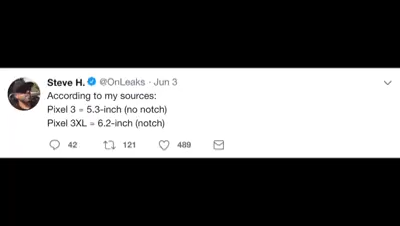 Steve H. @OnLeaks · Jun 3
According to my sources:
Pixel 3 = 5.3-inch (no notch)
Pixel 3XL = 6.2-inch (notch)
42 121 489